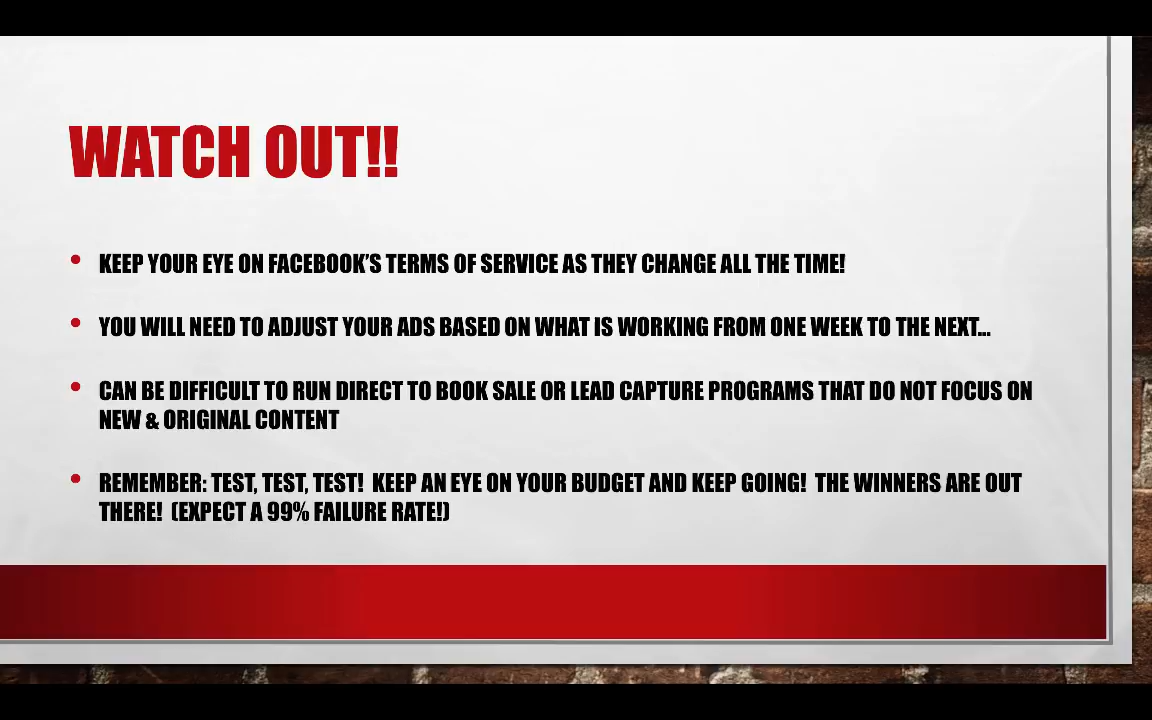 WATCH OUT!!
• KEEP YOUR EYE ON FACEBOOK’S TERMS OF SERVICE AS THEY CHANGE ALL THE TIME!
• YOU WILL NEED TO ADJUST YOUR ADS BASED ON WHAT IS WORKING FROM ONE WEEK TO THE NEXT…
• CAN BE DIFFICULT TO RUN DIRECT TO BOOK SALE OR LEAD CAPTURE PROGRAMS THAT DO NOT FOCUS ON
NEW & ORIGINAL CONTENT
• REMEMBER: TEST, TEST, TEST!  KEEP AN EYE ON YOUR BUDGET AND KEEP GOING!  THE WINNERS ARE OUT
THERE!  (EXPECT A 99% FAILURE RATE!)